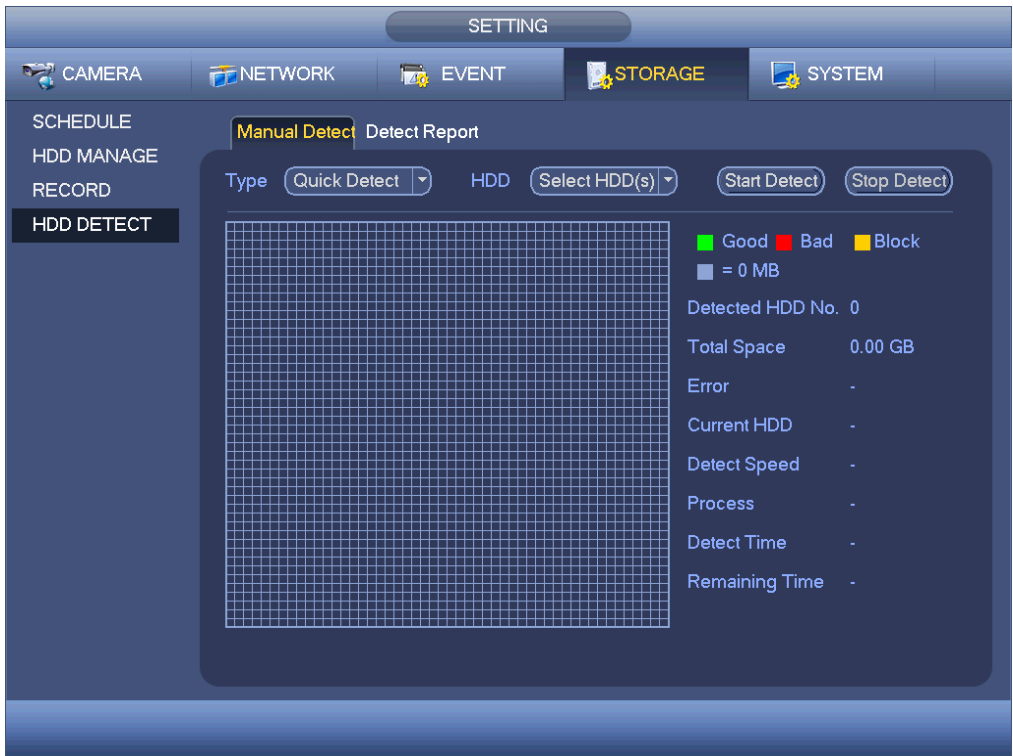 SETTING
CAMERA NETWORK EVENT STORAGE SYSTEM
SCHEDULE
HDD MANAGE
RECORD
HDD DETECT
Manual Detect Detect Report
Type Quick Detect HDD Select HDD(s) Start Detect Stop Detect
Good Bad Block
= 0 MB
Detected HDD No. 0
Total Space 0.00 GB
Error -
Current HDD -
Detect Speed -
Process -
Detect Time -
Remaining Time -